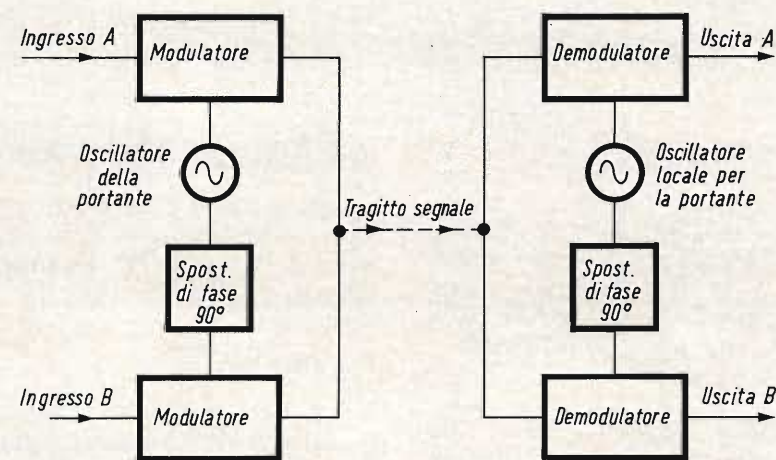 Ingresso A
Modulatore
Oscillatore
della
portante
Spost.
di fase
90°
Ingresso B
Modulatore
Tragitto segnale
Demodulatore
Uscita A
Oscillatore
locale per
la portante
Spost.
di fase
90°
Demodulatore
Uscita B